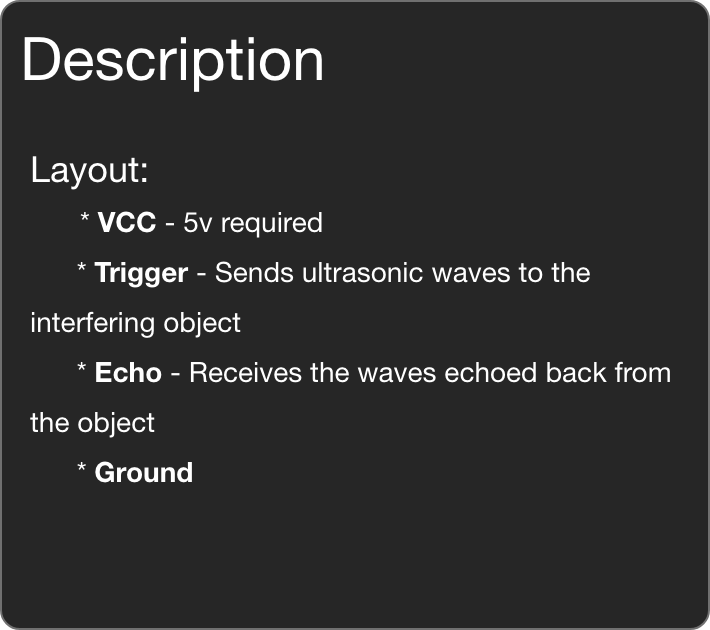 Description
Layout:
* VCC - 5v required
* Trigger - Sends ultrasonic waves to the
interfering object
* Echo - Receives the waves echoed back from
the object
* Ground